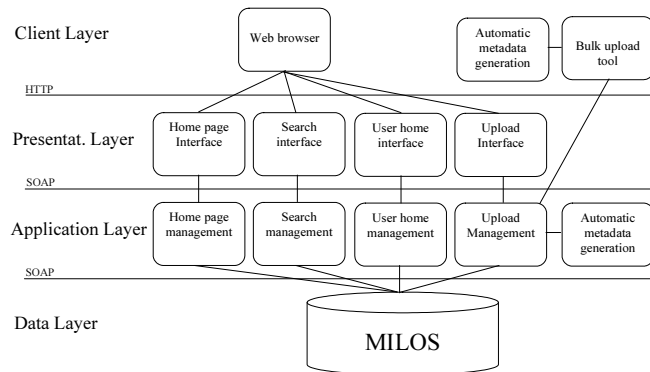 Client Layer
Web browser
Automatic
metadata
generation
Bulk upload
tool
HTTP
Presentat. Layer
Home page
Interface
Search
interface
User home
interface
Upload
Interface
SOAP
Application Layer
Home page
management
Search
management
User home
management
Upload
Management
Automatic
metadata
generation
SOAP
Data Layer
MILOS